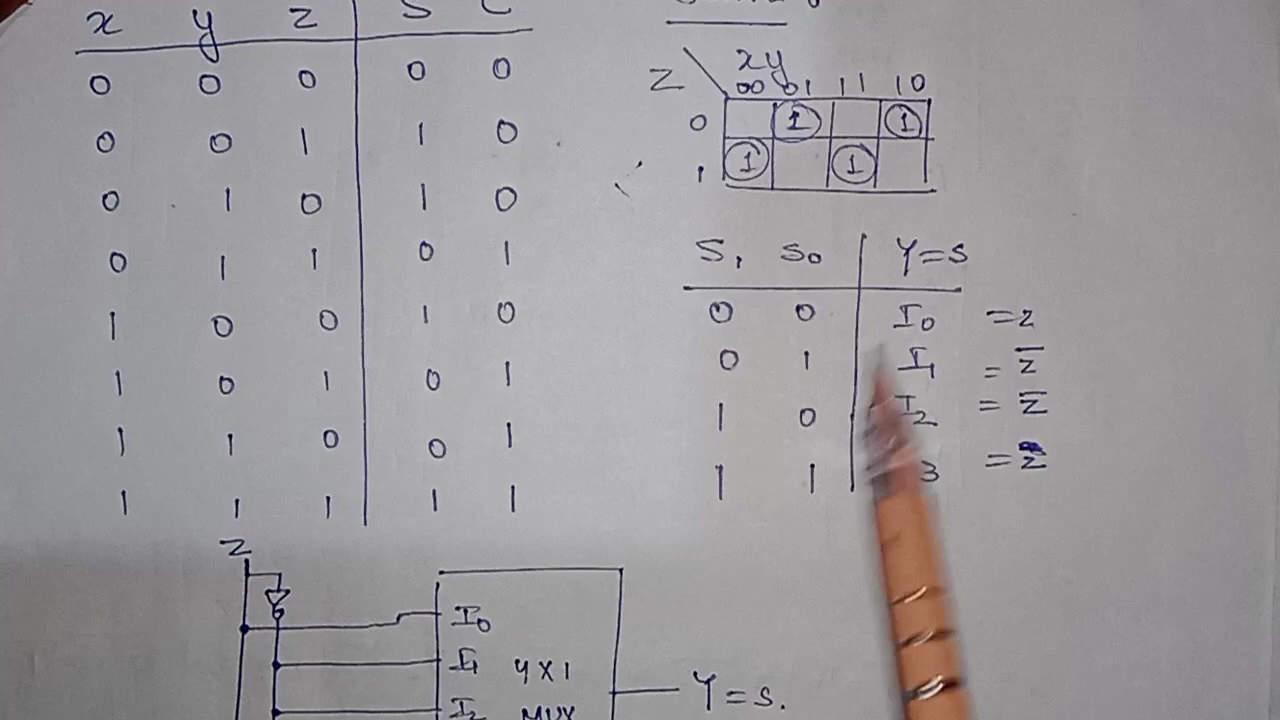 x y z S C
0 0 0 0 0
0 0 1 1 0
0 1 0 1 0
0 1 1 0 1
1 0 0 1 0
1 0 1 0 1
1 1 0 0 1
1 1 1 1 1
z xy
00 01 11 10
0 1 1
1 1 1
S1 S0 Y=S
0 0 I0 =z
0 1 I1 =z̅
1 0 I2 =z̅
1 1 3 =z
z
I0
I1 4X1
I2 MUX
Y=S.